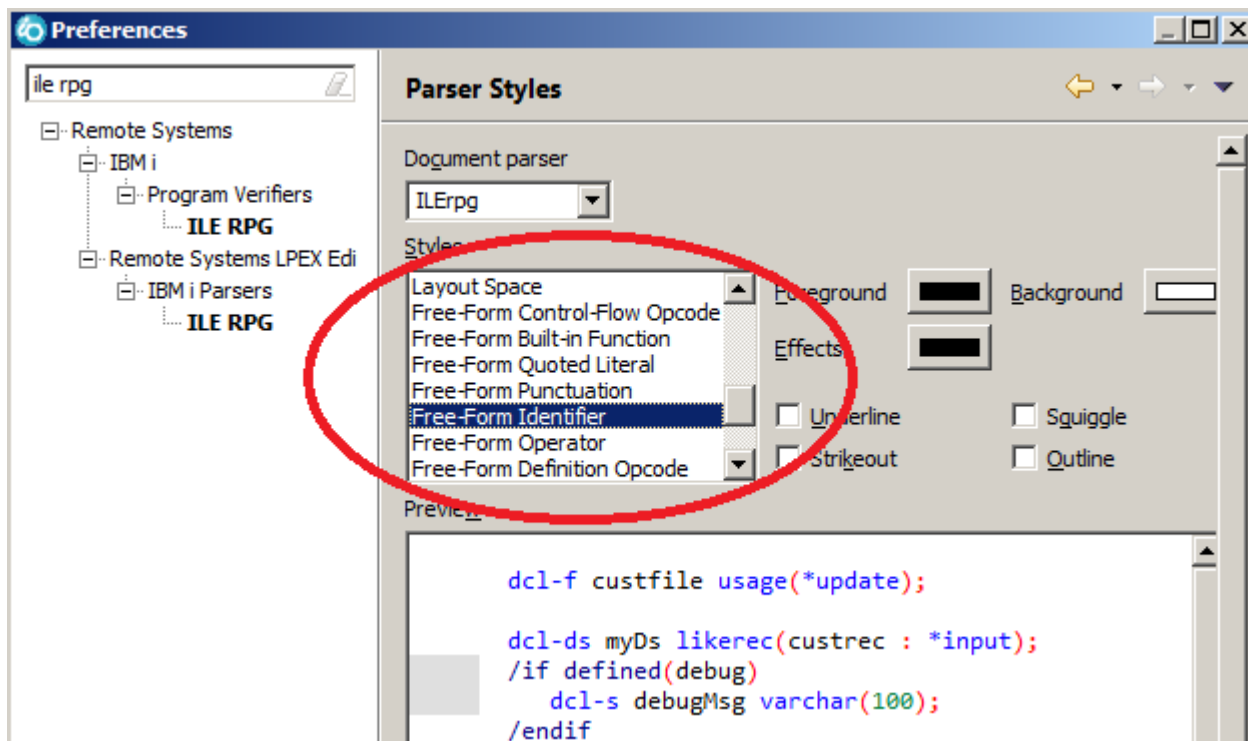 Preferences
ile rpg
Remote Systems
IBM i
Program Verifiers
ILE RPG
Remote Systems LPEX Edi
IBM i Parsers
ILE RPG
Parser Styles
Document parser
ILErpg
Styles
Layout Space
Free-Form Control-Flow Opcode
Free-Form Built-in Function
Free-Form Quoted Literal
Free-Form Punctuation
Free-Form Identifier
Free-Form Operator
Free-Form Definition Opcode
Foreground
Background
Effects
Underline
Squiggle
Strikeout
Outline
Preview
dcl-f custfile usage(*update);
dcl-ds myDs likerec(custrec : *input);
/if defined(debug)
dcl-s debugMsg varchar(100);
/endif